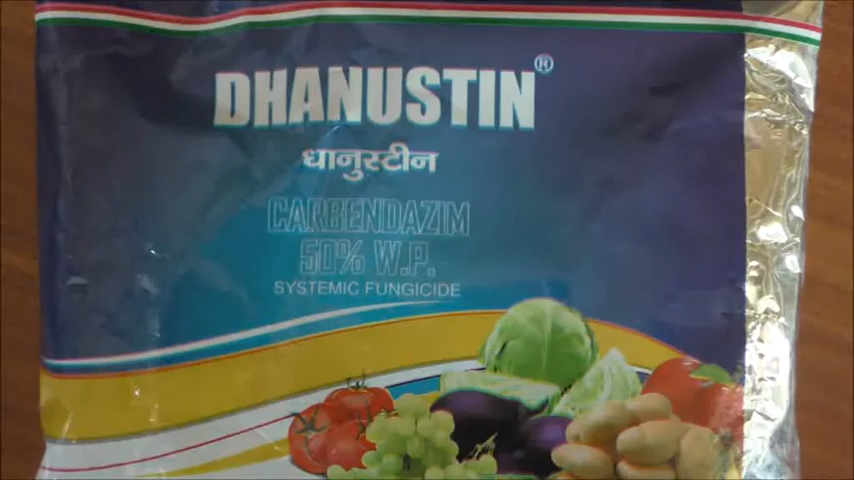 DHANUSTIN®
धानुस्टीन
CARBENDAZIM
50% W.P.
SYSTEMIC FUNGICIDE